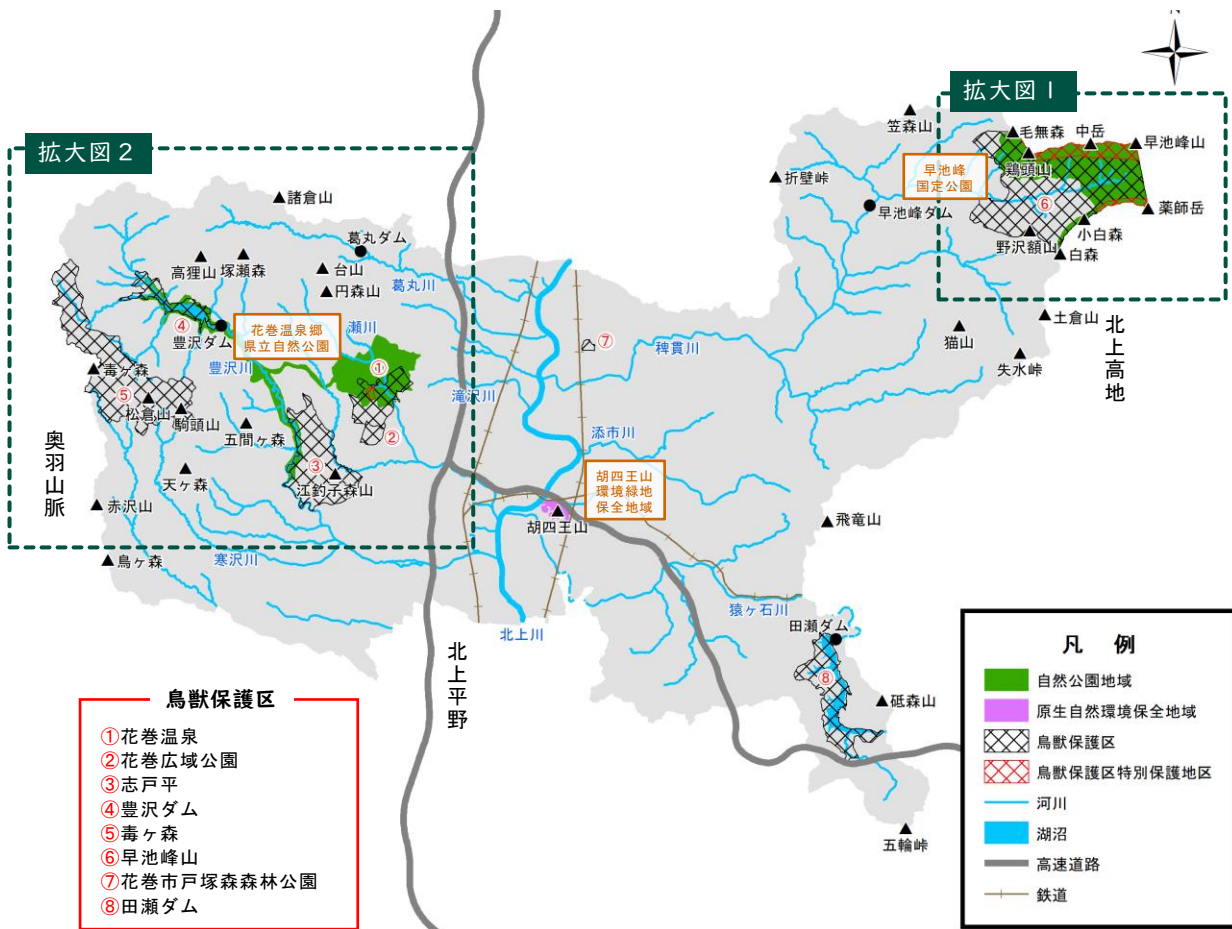 N
拡大図1
拡大図2
笠森山
毛無森
中岳
早池峰山
鶏頭山
早池峰
国定公園
折壁峠
早池峰ダム
⑥
薬師岳
小白森
野沢額山
白森
諸倉山
葛丸ダム
高狸山
塚瀬森
台山
円森山
葛丸川
土倉山
北上高地
猫山
失水峠
④
豊沢ダム
花巻温泉郷
県立自然公園
瀬川
⑦
稗貫川
豊沢川
①
毒ヶ森
⑤
松倉山
駒頭山
滝沢川
五間ヶ森
②
添市川
奥羽山脈
③
江釣子森山
天ヶ森
胡四王山
環境緑地
保全地域
赤沢山
胡四王山
飛竜山
烏ヶ森
寒沢川
猿ヶ石川
田瀬ダム
北上川
北上平野
⑧
砥森山
五輪峠
鳥獣保護区
①花巻温泉
②花巻広域公園
③志戸平
④豊沢ダム
⑤毒ヶ森
⑥早池峰山
⑦花巻市戸塚森森林公園
⑧田瀬ダム
凡例
自然公園地域
原生自然環境保全地域
鳥獣保護区
鳥獣保護区特別保護地区
河川
湖沼
高速道路
鉄道